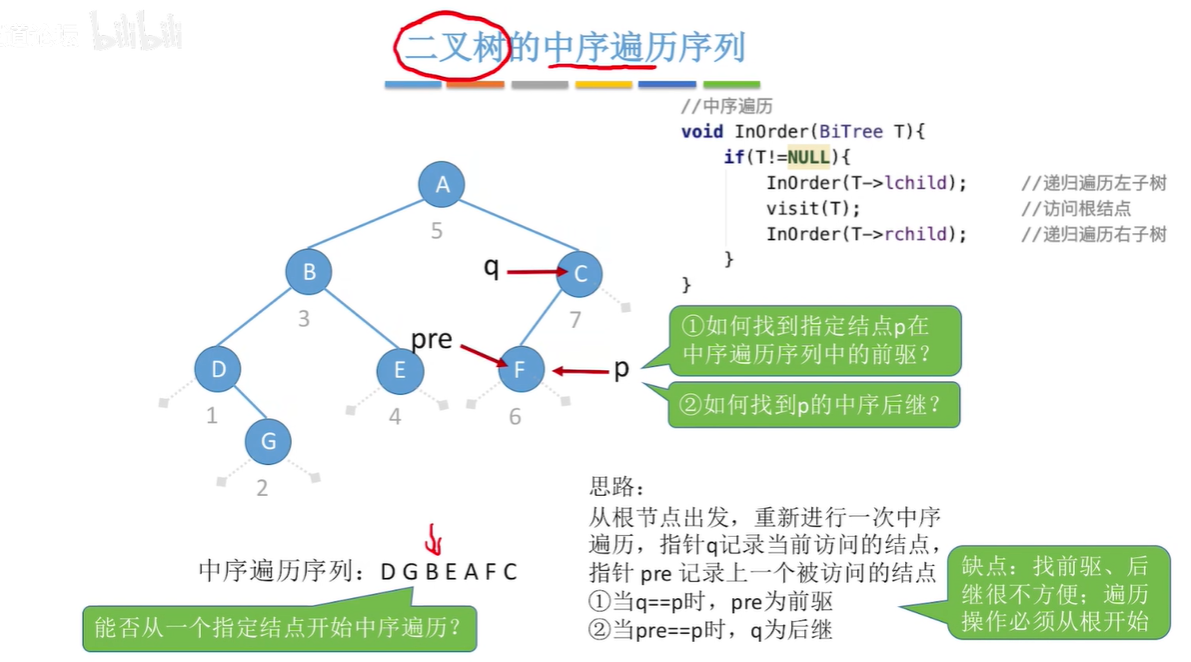 bilibili
二叉树的中序遍历序列
//中序遍历
void InOrder(BiTree T){
if(T!=NULL){
InOrder(T->lchild); //递归遍历左子树
visit(T); //访问根结点
InOrder(T->rchild); //递归遍历右子树
}
}
A
5
B
3
q
C
7
pre
D
1
E
4
F
6
p
G
2
①如何找到指定结点p在
中序遍历序列中的前驱？
②如何找到p的中序后继？
中序遍历序列：D G B E A F C
能否从一个指定结点开始中序遍历？
思路：
从根节点出发，重新进行一次中序
遍历，指针q记录当前访问的结点，
指针 pre 记录上一个被访问的结点
①当q==p时，pre为前驱
②当pre==p时，q为后继
缺点：找前驱、后
继很不方便；遍历
操作必须从根开始